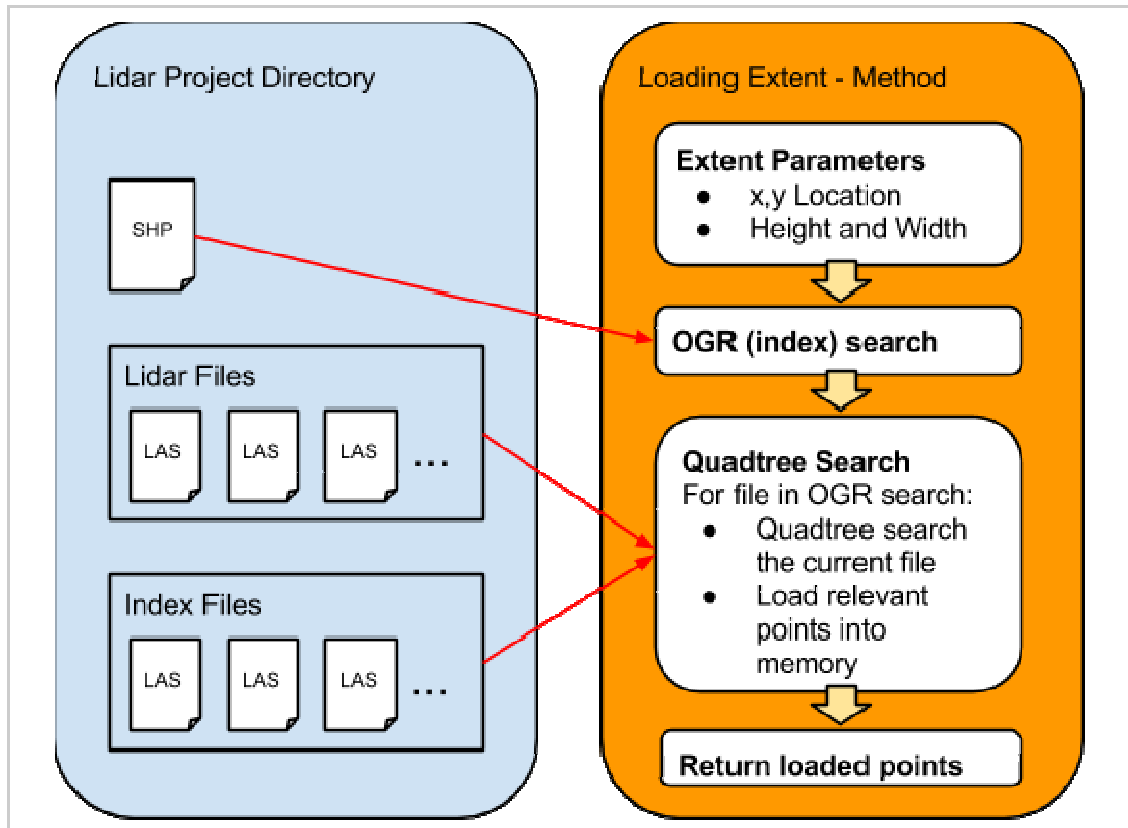 Lidar Project Directory
SHP
Lidar Files
LAS
LAS
LAS
...
Index Files
LAS
LAS
LAS
...
Loading Extent - Method
Extent Parameters
● x,y Location
● Height and Width
OGR (index) search
Quadtree Search
For file in OGR search:
● Quadtree search
the current file
● Load relevant
points into
memory
Return loaded points